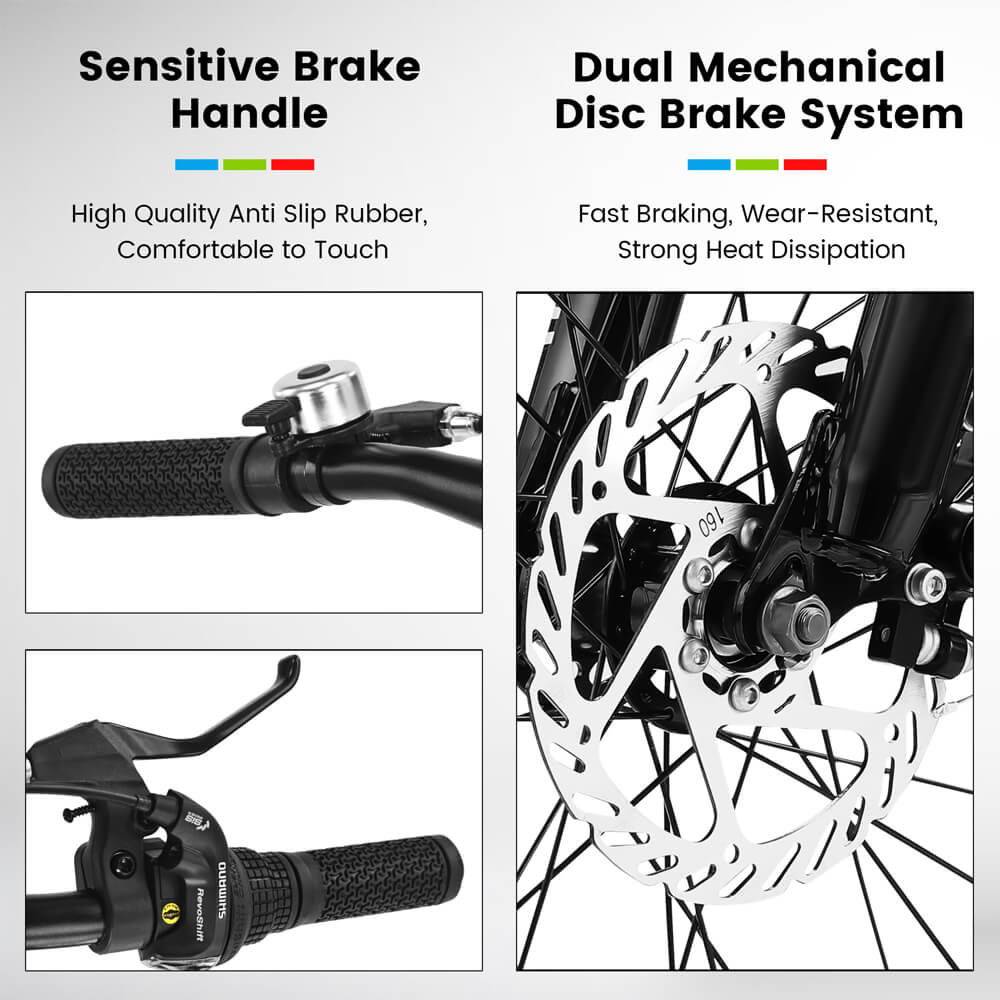 Sensitive Brake
Handle
High Quality Anti Slip Rubber,
Comfortable to Touch
Dual Mechanical
Disc Brake System
Fast Braking, Wear-Resistant,
Strong Heat Dissipation
160
SIS
SHIMANO
RevoShift